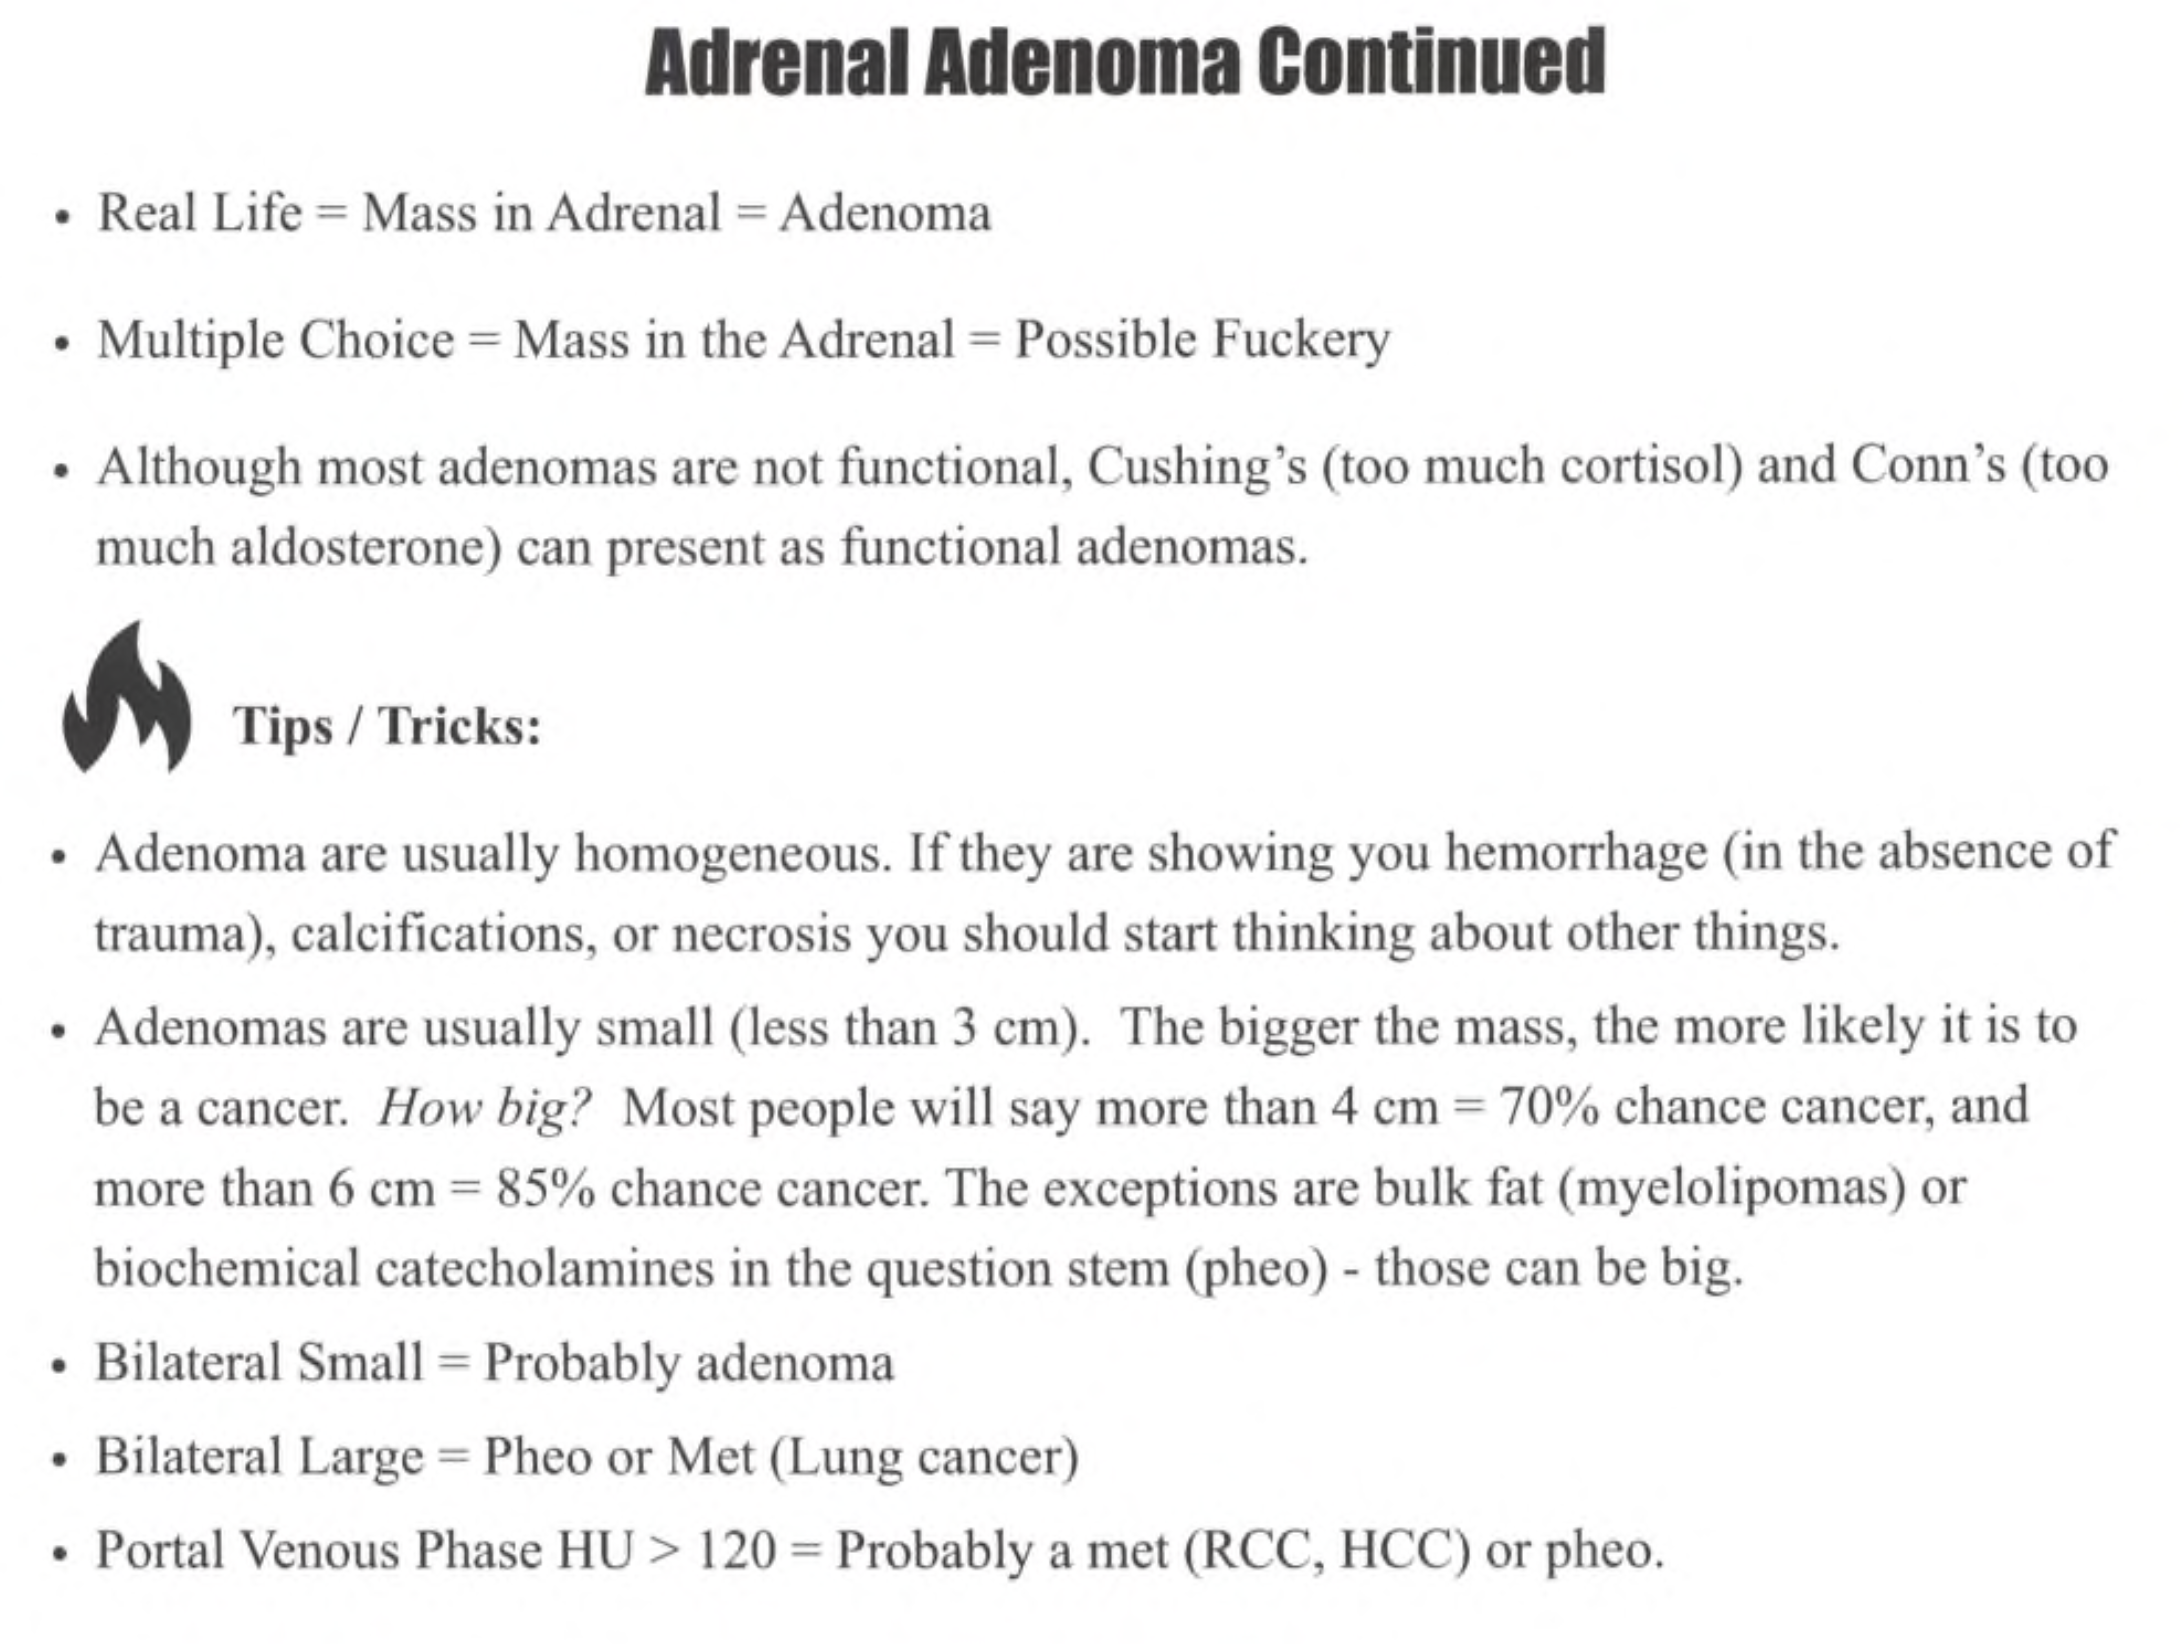 Adrenal Adenoma Continued
• Real Life = Mass in Adrenal = Adenoma
• Multiple Choice = Mass in the Adrenal = Possible Fuckery
• Although most adenomas are not functional, Cushing's (too much cortisol) and Conn's (too
much aldosterone) can present as functional adenomas.
Tips / Tricks:
• Adenoma are usually homogeneous. If they are showing you hemorrhage (in the absence of
trauma), calcifications, or necrosis you should start thinking about other things.
• Adenomas are usually small (less than 3 cm). The bigger the mass, the more likely it is to
be a cancer. How big? Most people will say more than 4 cm = 70% chance cancer, and
more than 6 cm = 85% chance cancer. The exceptions are bulk fat (myelolipomas) or
biochemical catecholamines in the question stem (pheo) - those can be big.
• Bilateral Small = Probably adenoma
• Bilateral Large = Pheo or Met (Lung cancer)
• Portal Venous Phase HU > 120 = Probably a met (RCC, HCC) or pheo.